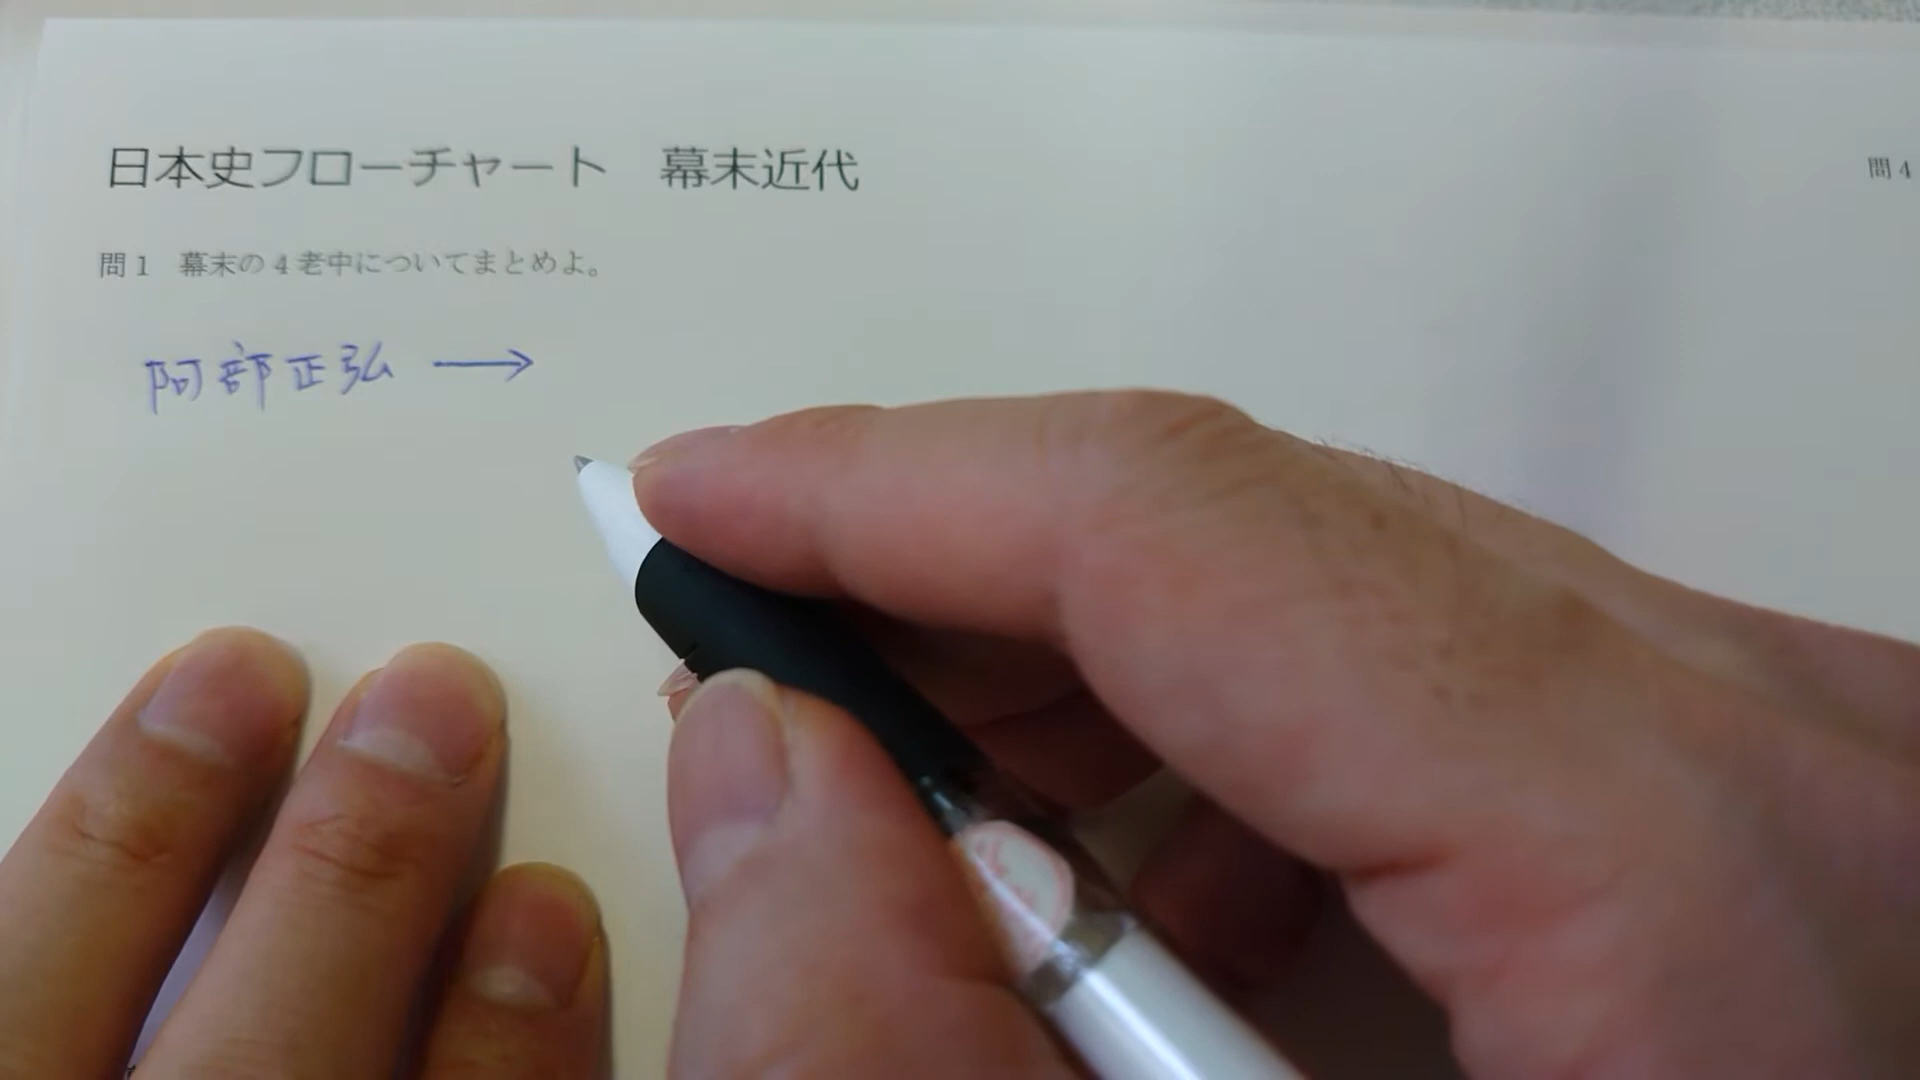 日本史フローチャート　幕末近代
問1　幕末の4老中についてまとめよ。
阿部正弘 →
問4